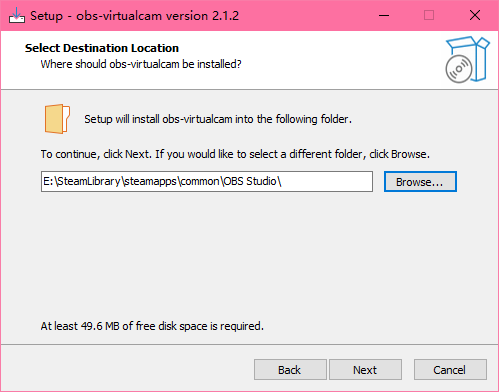 Setup - obs-virtualcam version 2.1.2
Select Destination Location
Where should obs-virtualcam be installed?
Setup will install obs-virtualcam into the following folder.
To continue, click Next. If you would like to select a different folder, click Browse.
E:\SteamLibrary\steamapps\common\OBS Studio\
Browse...
At least 49.6 MB of free disk space is required.
Back
Next
Cancel